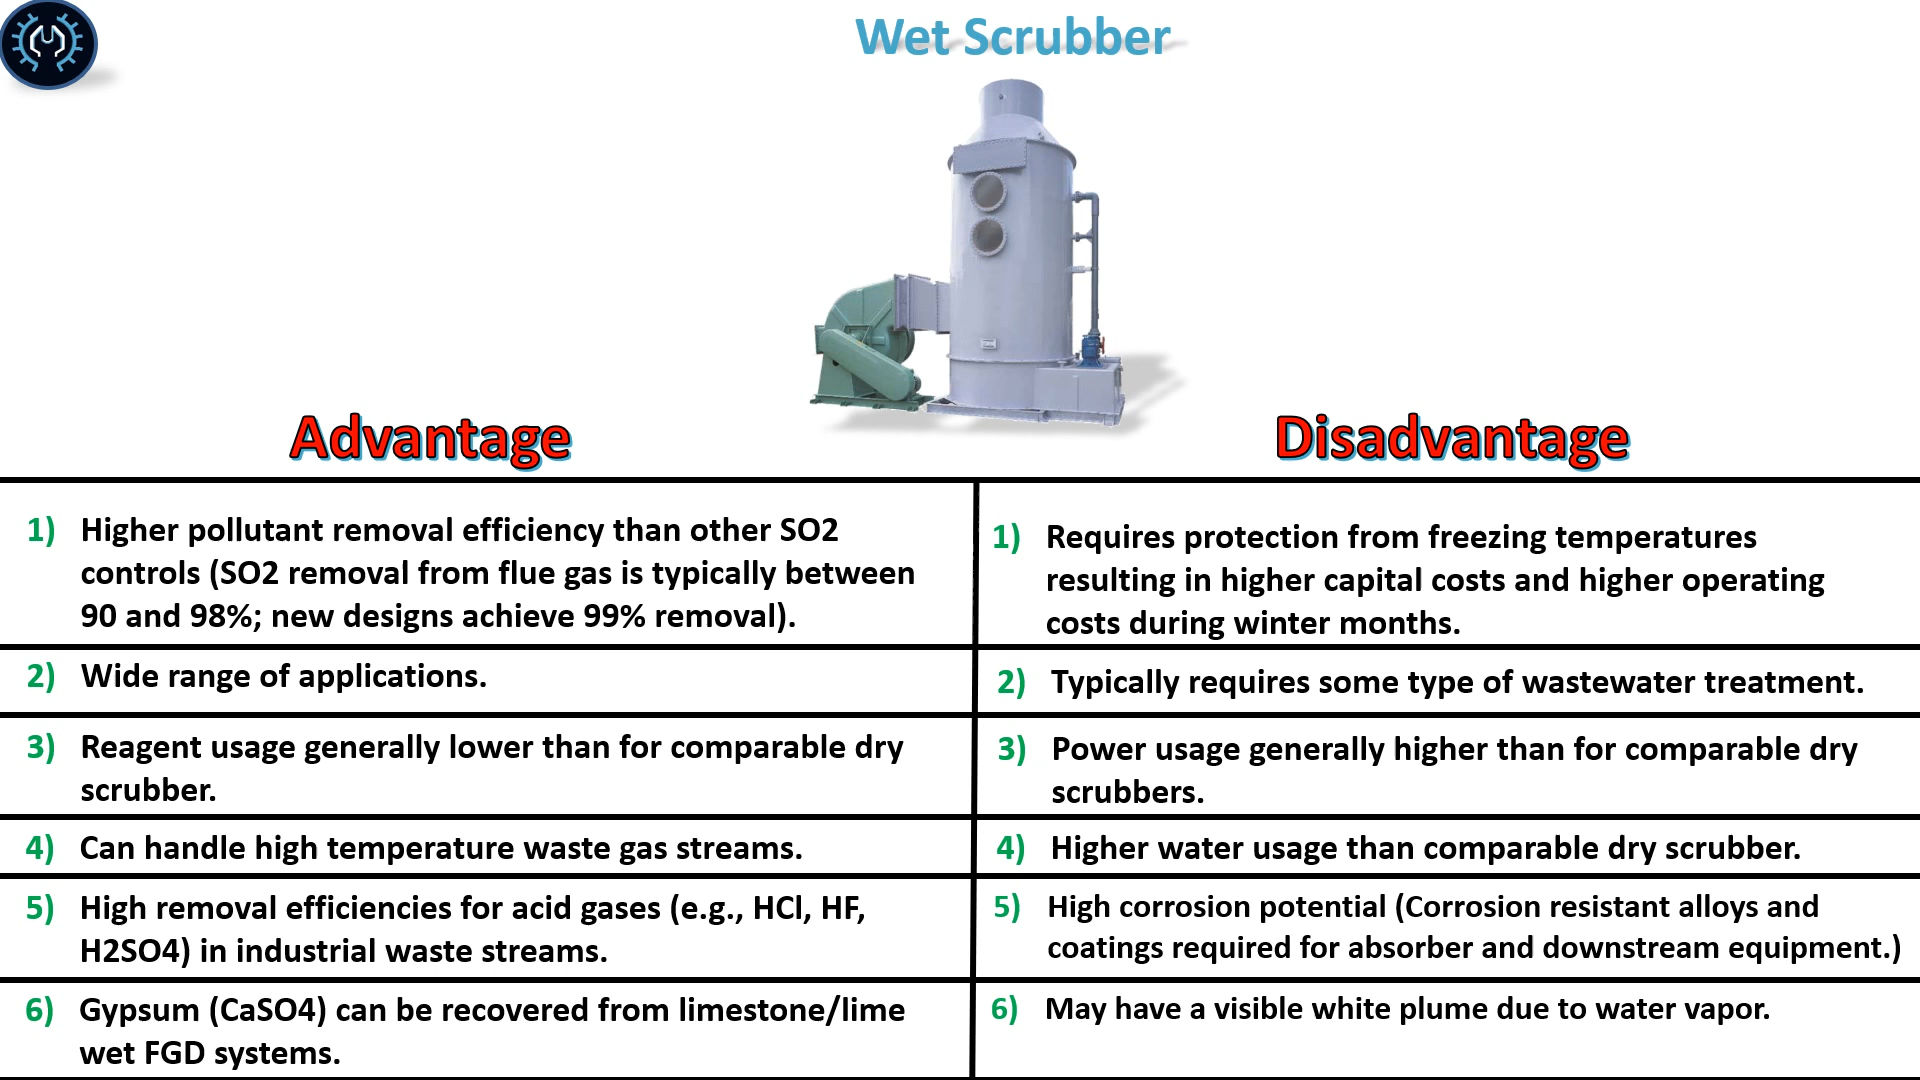 Wet Scrubber
Advantage
Disadvantage
1) Higher pollutant removal efficiency than other SO2
controls (SO2 removal from flue gas is typically between
90 and 98%; new designs achieve 99% removal).
1) Requires protection from freezing temperatures
resulting in higher capital costs and higher operating
costs during winter months.
2) Wide range of applications.
2) Typically requires some type of wastewater treatment.
3) Reagent usage generally lower than for comparable dry
scrubber.
3) Power usage generally higher than for comparable dry
scrubbers.
4) Can handle high temperature waste gas streams.
4) Higher water usage than comparable dry scrubber.
5) High removal efficiencies for acid gases (e.g., HCl, HF,
H2SO4) in industrial waste streams.
5) High corrosion potential (Corrosion resistant alloys and
coatings required for absorber and downstream equipment.)
6) Gypsum (CaSO4) can be recovered from limestone/lime
wet FGD systems.
6) May have a visible white plume due to water vapor.